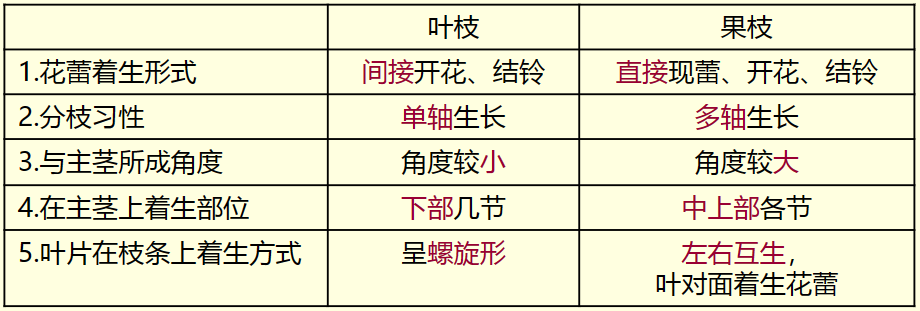 叶枝 果枝
1.花蕾着生形式 间接开花、结铃 直接现蕾、开花、结铃
2.分枝习性 单轴生长 多轴生长
3.与主茎所成角度 角度较小 角度较大
4.在主茎上着生部位 下部几节 中上部各节
5.叶片在枝条上着生方式 呈螺旋形 左右互生，
叶对面着生花蕾